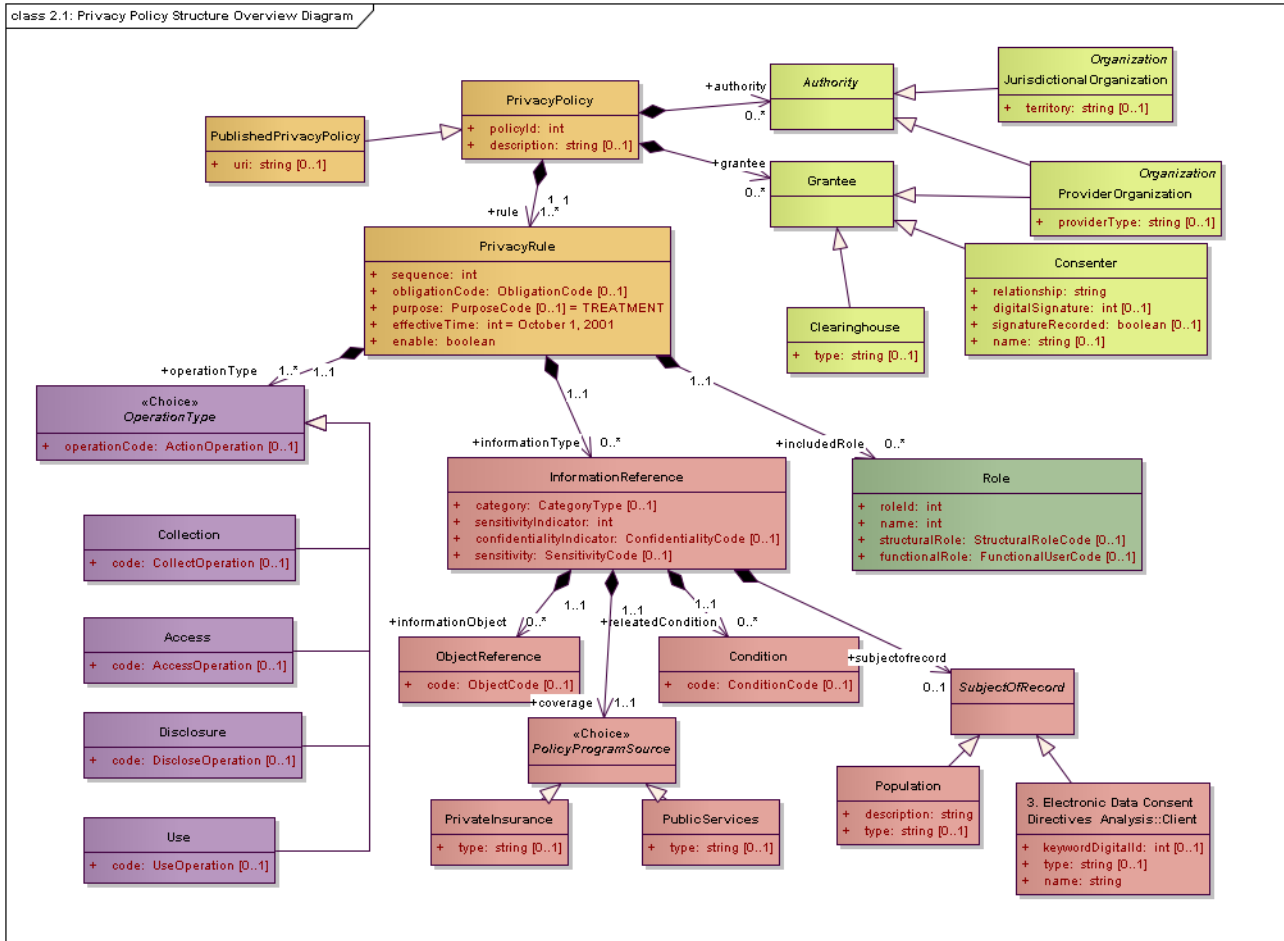 class 2.1: Privacy Policy Structure Overview Diagram
PublishedPrivacyPolicy
+ uri: string [0..1]
PrivacyPolicy
+ policyId: int
+ description: string [0..1]
+authority
0..*
Authority
Organization
JurisdictionalOrganization
+ territory: string [0..1]
+grantee
0..*
Grantee
Organization
ProviderOrganization
+ providerType: string [0..1]
1 1
+rule
1..*
PrivacyRule
+ sequence: int
+ obligationCode: ObligationCode [0..1]
+ purpose: PurposeCode [0..1] = TREATMENT
+ effectiveTime: int = October 1, 2001
+ enable: boolean
Consenter
+ relationship: string
+ digitalSignature: int [0..1]
+ signatureRecorded: boolean [0..1]
+ name: string [0..1]
Clearinghouse
+ type: string [0..1]
+operationType
1..*
1..1
1..1
1..1
«Choice»
OperationType
+ operationCode: ActionOperation [0..1]
+informationType
0..*
+includedRole
0..*
InformationReference
+ category: CategoryType [0..1]
+ sensitivityIndicator: int
+ confidentialityIndicator: ConfidentialityCode [0..1]
+ sensitivity: SensitivityCode [0..1]
Role
+ roleId: int
+ name: int
+ structuralRole: StructuralRoleCode [0..1]
+ functionalRole: FunctionalUserCode [0..1]
Collection
+ code: CollectOperation [0..1]
Access
+ code: AccessOperation [0..1]
Disclosure
+ code: DiscloseOperation [0..1]
Use
+ code: UseOperation [0..1]
1..1
1..1
1..1
+informationObject
0..*
+releatedCondition
0..*
ObjectReference
+ code: ObjectCode [0..1]
Condition
+ code: ConditionCode [0..1]
+subjectofrecord
0..1
SubjectOfRecord
+coverage
1..1
«Choice»
PolicyProgramSource
PrivateInsurance
+ type: string [0..1]
PublicServices
+ type: string [0..1]
Population
+ description: string
+ type: string [0..1]
3. Electronic Data Consent
Directives Analysis::Client
+ keywordDigitalId: int [0..1]
+ type: string [0..1]
+ name: string